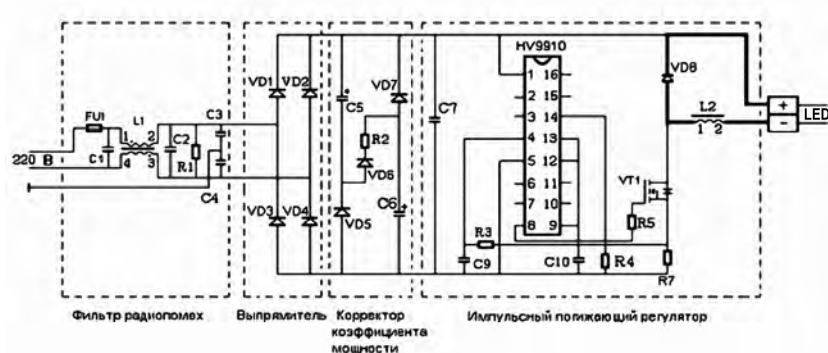 HV9910
FU1
L1
C1
1 2
4 3
C2
R1
C3
C4
220 В
VD1
VD2
VD3
VD4
C5
VD7
R2
VD6
C6
VD5
C7
1 16
2 15
3 14
4 13
5 12
6 11
7 10
8 9
VD8
L2
1 2
+
−
LED
VT1
R5
R3
C9
C10
R4
R7
Фильтр радиопомех
Выпрямитель
Корректор
коэффициента
мощности
Импульсный погижающий регулятор